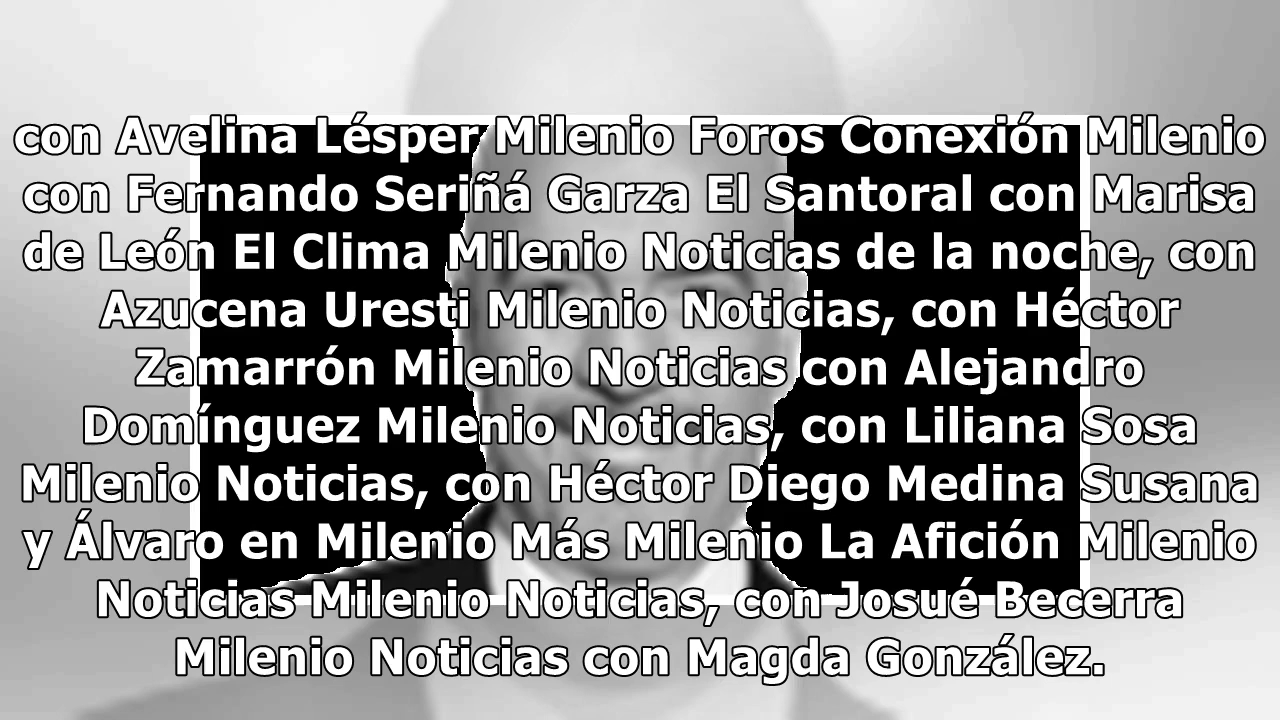 con Avelina Lésper Milenio Foros Conexión Milenio
con Fernando Seriñá Garza El Santoral con Marisa
de León El Clima Milenio Noticias de la noche, con
Azucena Uresti Milenio Noticias, con Héctor
Zamarrón Milenio Noticias con Alejandro
Domínguez Milenio Noticias, con Liliana Sosa
Milenio Noticias, con Héctor Diego Medina Susana
y Álvaro en Milenio Más Milenio La Afición Milenio
Noticias Milenio Noticias, con Josué Becerra
Milenio Noticias con Magda González.